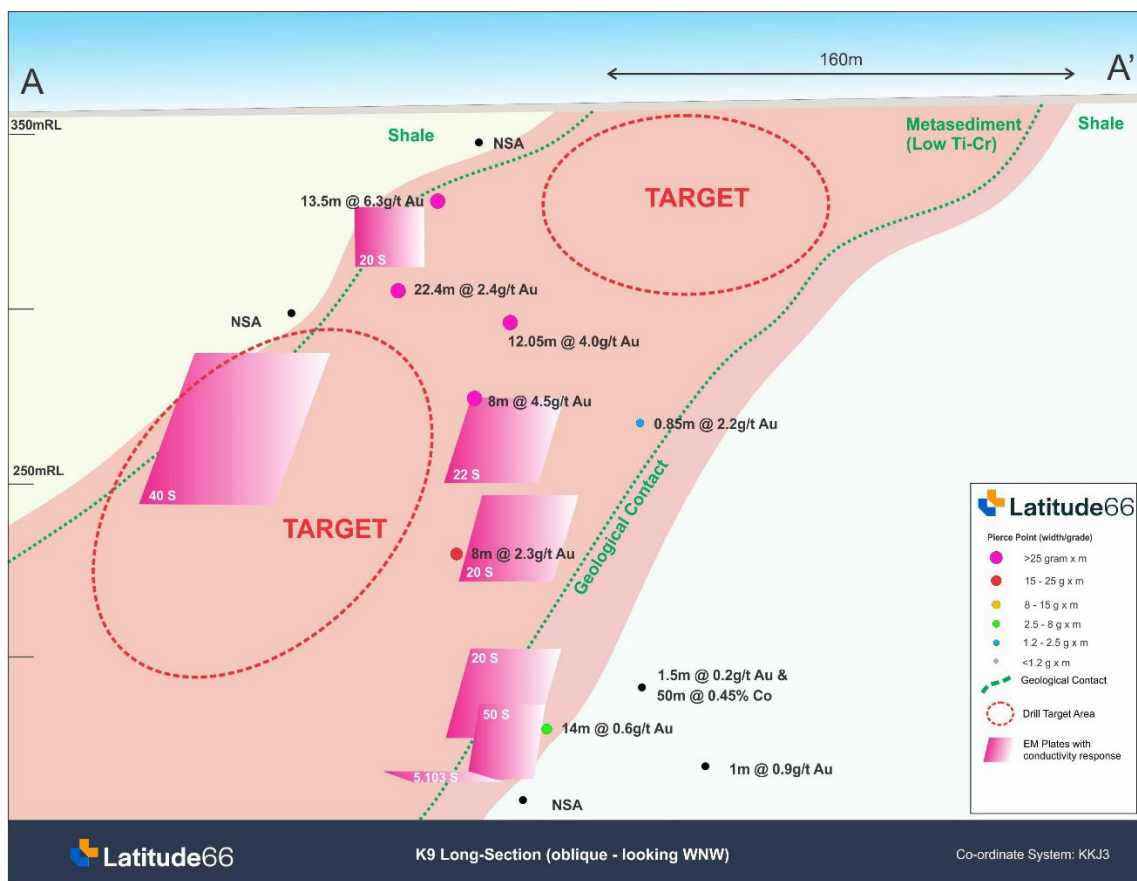 A
160m
A'
350mRL
Shale
NSA
Metasediment
(Low Ti-Cr)
Shale
13.5m @ 6.3g/t Au
TARGET
20 S
22.4m @ 2.4g/t Au
NSA
12.05m @ 4.0g/t Au
8m @ 4.5g/t Au
0.85m @ 2.2g/t Au
250mRL
40 S
22 S
TARGET
Geological Contact
8m @ 2.3g/t Au
20 S
20 S
1.5m @ 0.2g/t Au &
50m @ 0.45% Co
50 S
14m @ 0.6g/t Au
5.103 S
1m @ 0.9g/t Au
NSA
Latitude66
Pierce Point (width/grade)
>25 gram x m
15 - 25 g x m
8 - 15 g x m
2.5 - 8 g x m
1.2 - 2.5 g x m
<1.2 g x m
Geological Contact
Drill Target Area
EM Plates with
conductivity response
Latitude66
K9 Long-Section (oblique - looking WNW)
Co-ordinate System: KKJ3